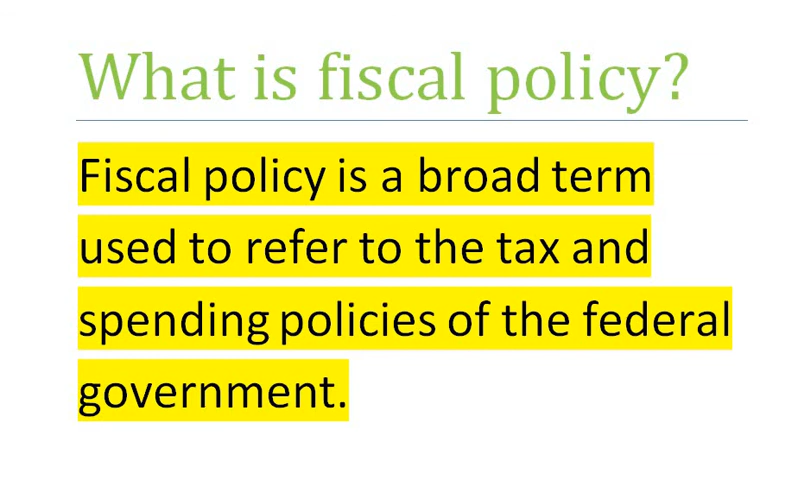 What is fiscal policy?
Fiscal policy is a broad term
used to refer to the tax and
spending policies of the federal
government.